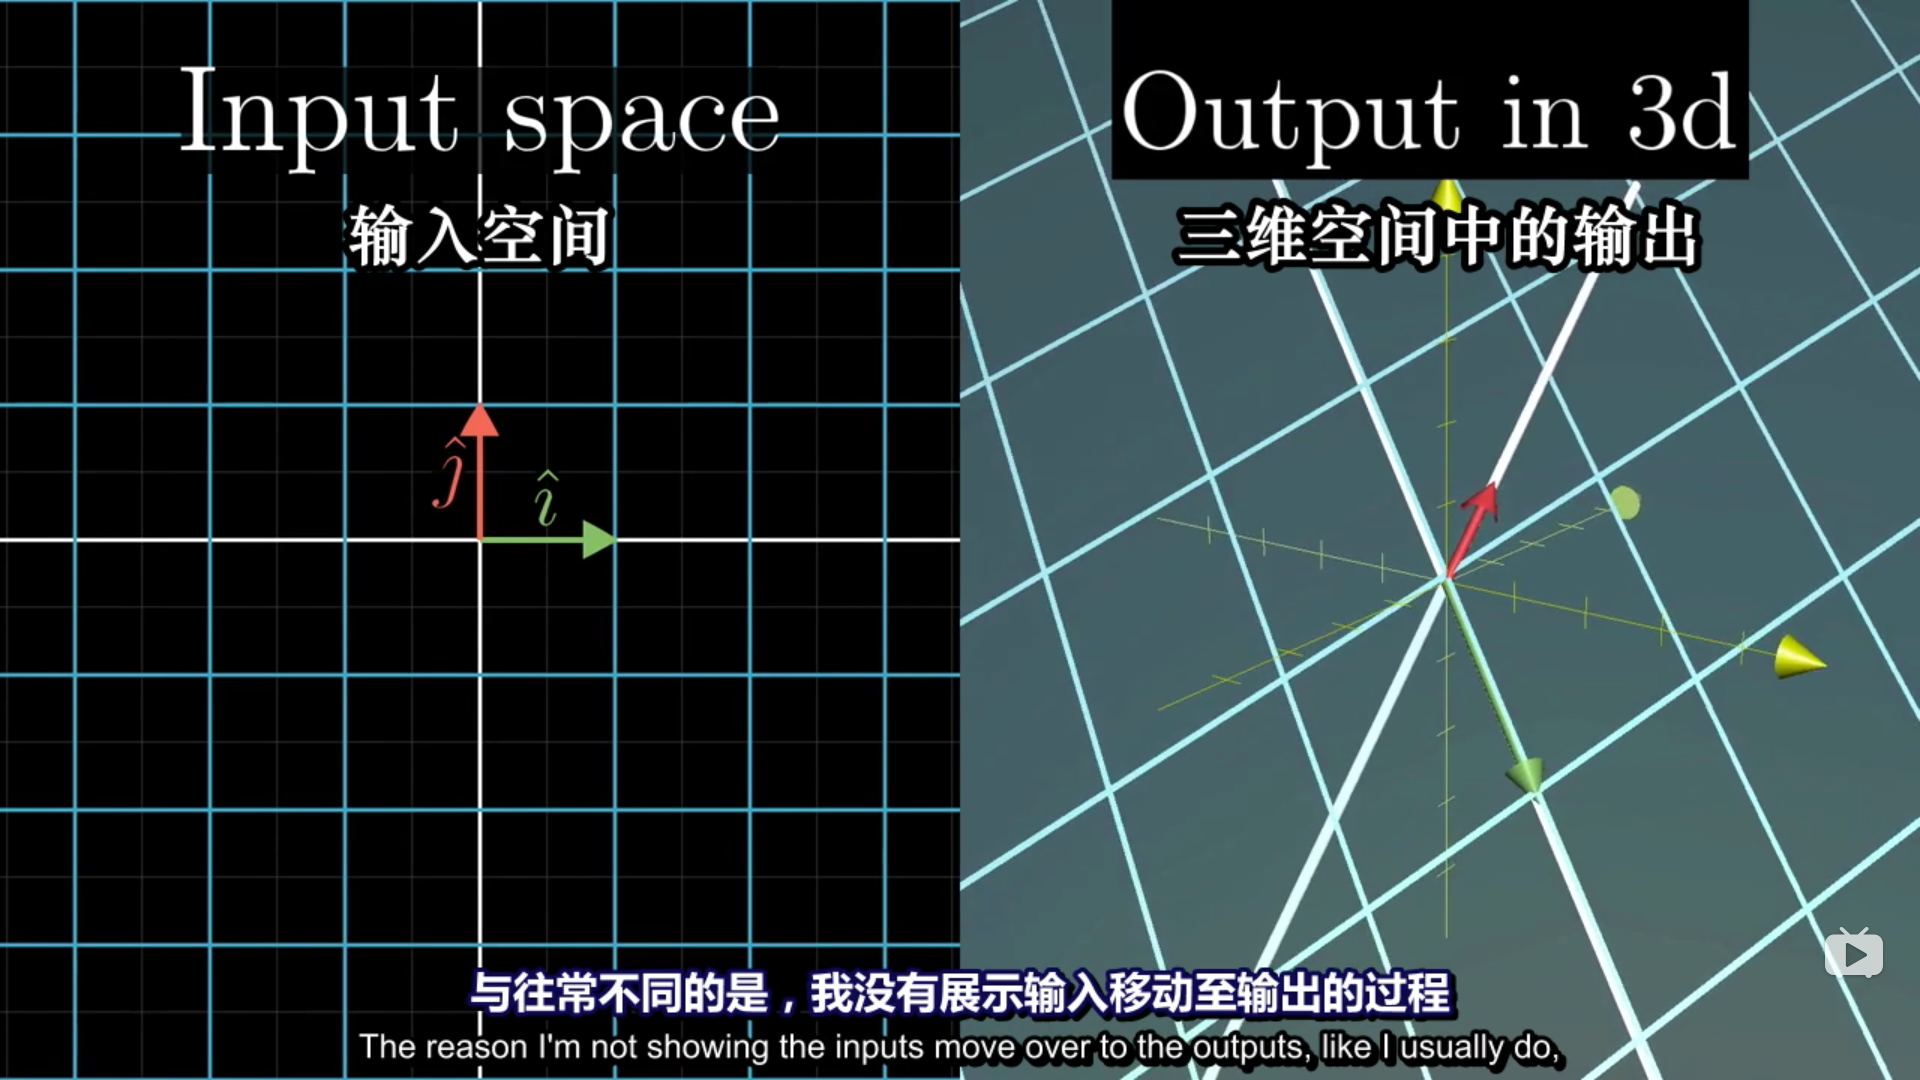 Input space
输入空间
Output in 3d
三维空间中的输出
ĵ
î
与往常不同的是，我没有展示输入移动至输出的过程
The reason I'm not showing the inputs move over to the outputs, like I usually do,